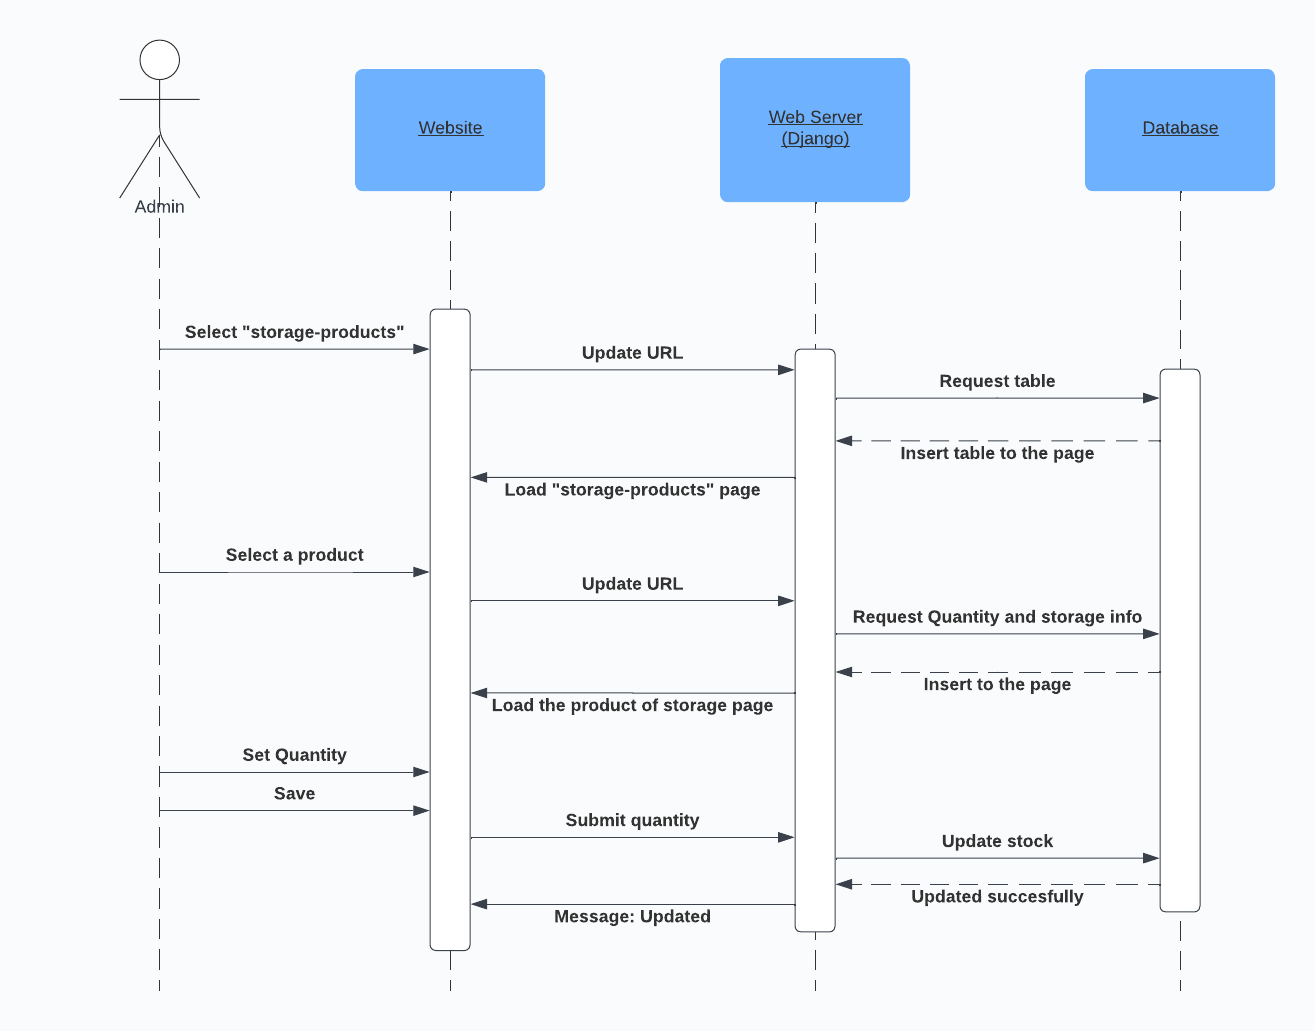 Website
Web Server
(Django)
Database
Admin
Select "storage-products"
Update URL
Request table
Insert table to the page
Load "storage-products" page
Select a product
Update URL
Request Quantity and storage info
Insert to the page
Load the product of storage page
Set Quantity
Save
Submit quantity
Update stock
Updated succesfully
Message: Updated